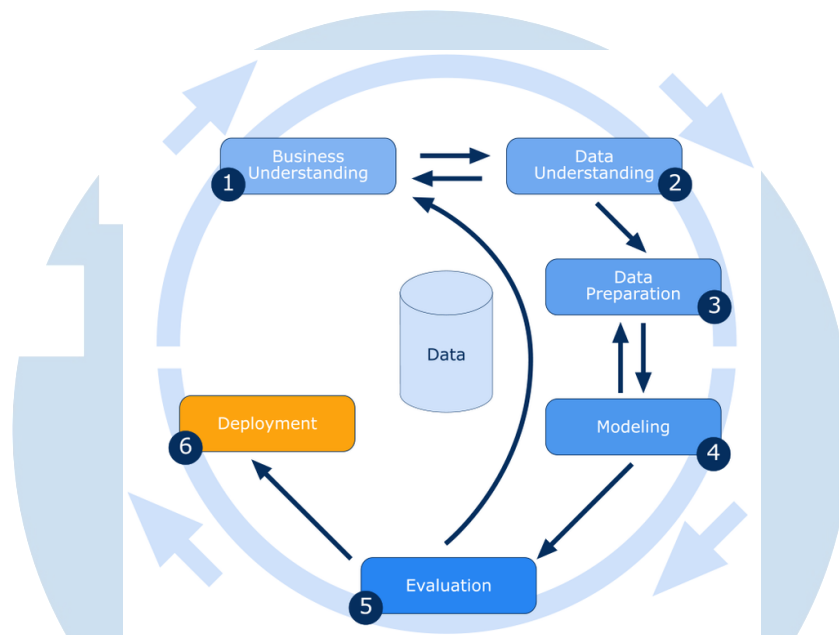 Business
Understanding
1
Data
Understanding
2
Data
Preparation
3
Data
Deployment
6
Modeling
4
Evaluation
5